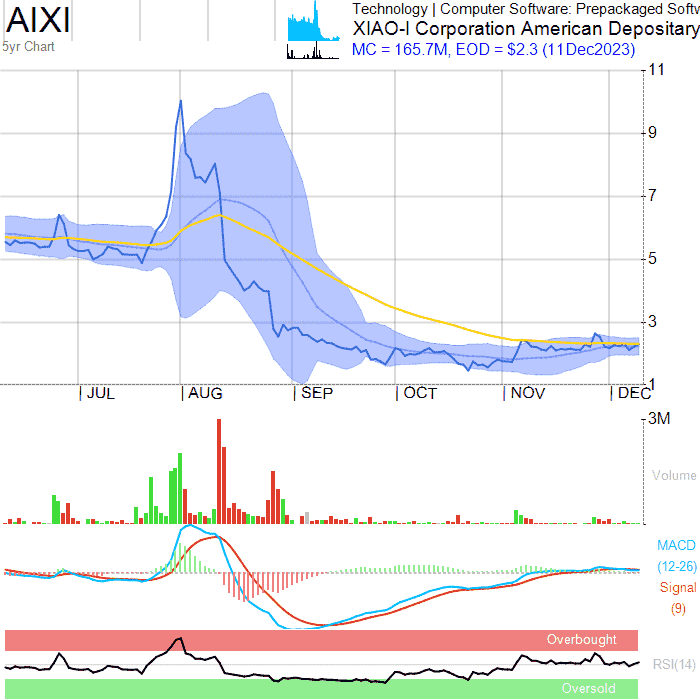 AIXI
5yr Chart
Technology | Computer Software: Prepackaged Softw
XIAO-I Corporation American Depositary
MC = 165.7M, EOD = $2.3 (11Dec2023)
11
9
7
5
3
1
| JUL
| AUG
| SEP
| OCT
| NOV
| DEC
3M
Volume
MACD
(12-26)
Signal
(9)
Overbought
RSI(14)
Oversold